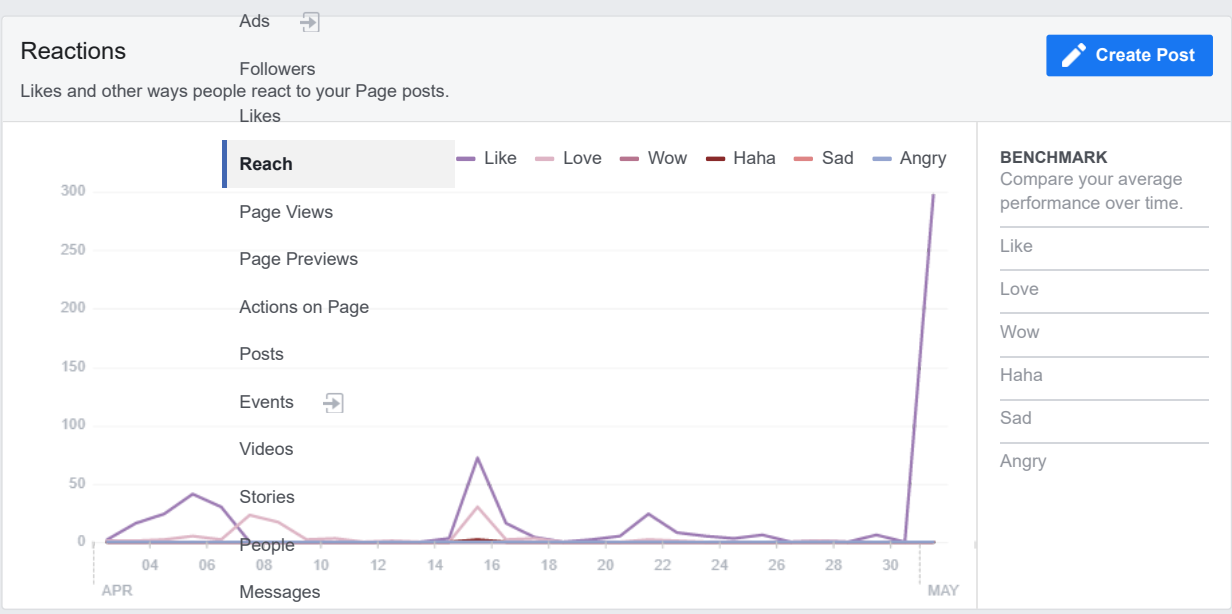 Ads
Reactions
Create Post
Followers
Likes and other ways people react to your Page posts.
Likes
Reach
Like Love Wow Haha Sad Angry
Page Views
Page Previews
Actions on Page
Posts
Events
Videos
Stories
People
Messages
300
250
200
150
100
50
0
04 06 08 10 12 14 16 18 20 22 24 26 28 30
APR MAY
BENCHMARK
Compare your average
performance over time.
Like
Love
Wow
Haha
Sad
Angry